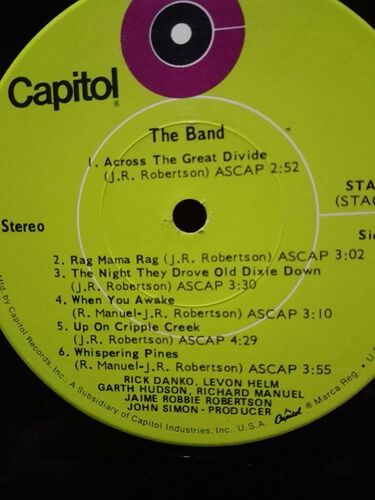 Capitol®
The Band
1. Across The Great Divide
(J.R. Robertson) ASCAP 2:52
STA
(STA
Stereo
Si
2. Rag Mama Rag (J.R. Robertson) ASCAP 3:02
3. The Night They Drove Old Dixie Down
(J.R. Robertson) ASCAP 3:30
4. When You Awake
(R. Manuel-J.R. Robertson) ASCAP 3:10
5. Up On Cripple Creek
(J.R. Robertson) ASCAP 4:29
6. Whispering Pines
(R. Manuel-J.R. Robertson) ASCAP 3:55
RICK DANKO, LEVON HELM
GARTH HUDSON, RICHARD MANUEL
JAIME ROBBIE ROBERTSON
JOHN SIMON - PRODUCER
Mfd. by Capitol Records, Inc., A Subsidiary of Capitol Industries, Inc., U.S.A. Capitol ® Marca Reg.